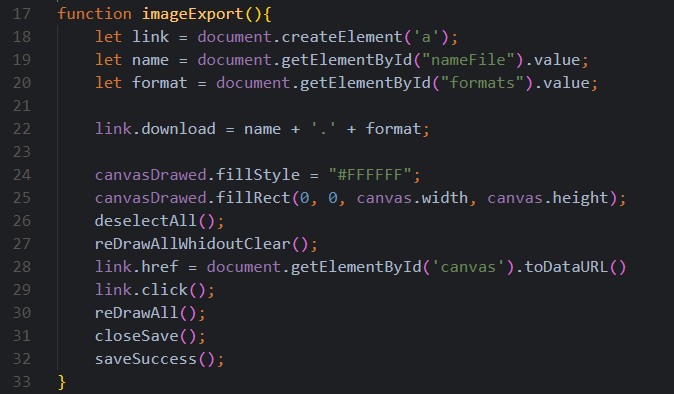 17 function imageExport(){
18 let link = document.createElement('a');
19 let name = document.getElementById("nameFile").value;
20 let format = document.getElementById("formats").value;
21
22 link.download = name + '.' + format;
23
24 canvasDrawed.fillStyle = "#FFFFFF";
25 canvasDrawed.fillRect(0, 0, canvas.width, canvas.height);
26 deselectAll();
27 reDrawAllWhidoutClear();
28 link.href = document.getElementById('canvas').toDataURL()
29 link.click();
30 reDrawAll();
31 closeSave();
32 saveSuccess();
33 }